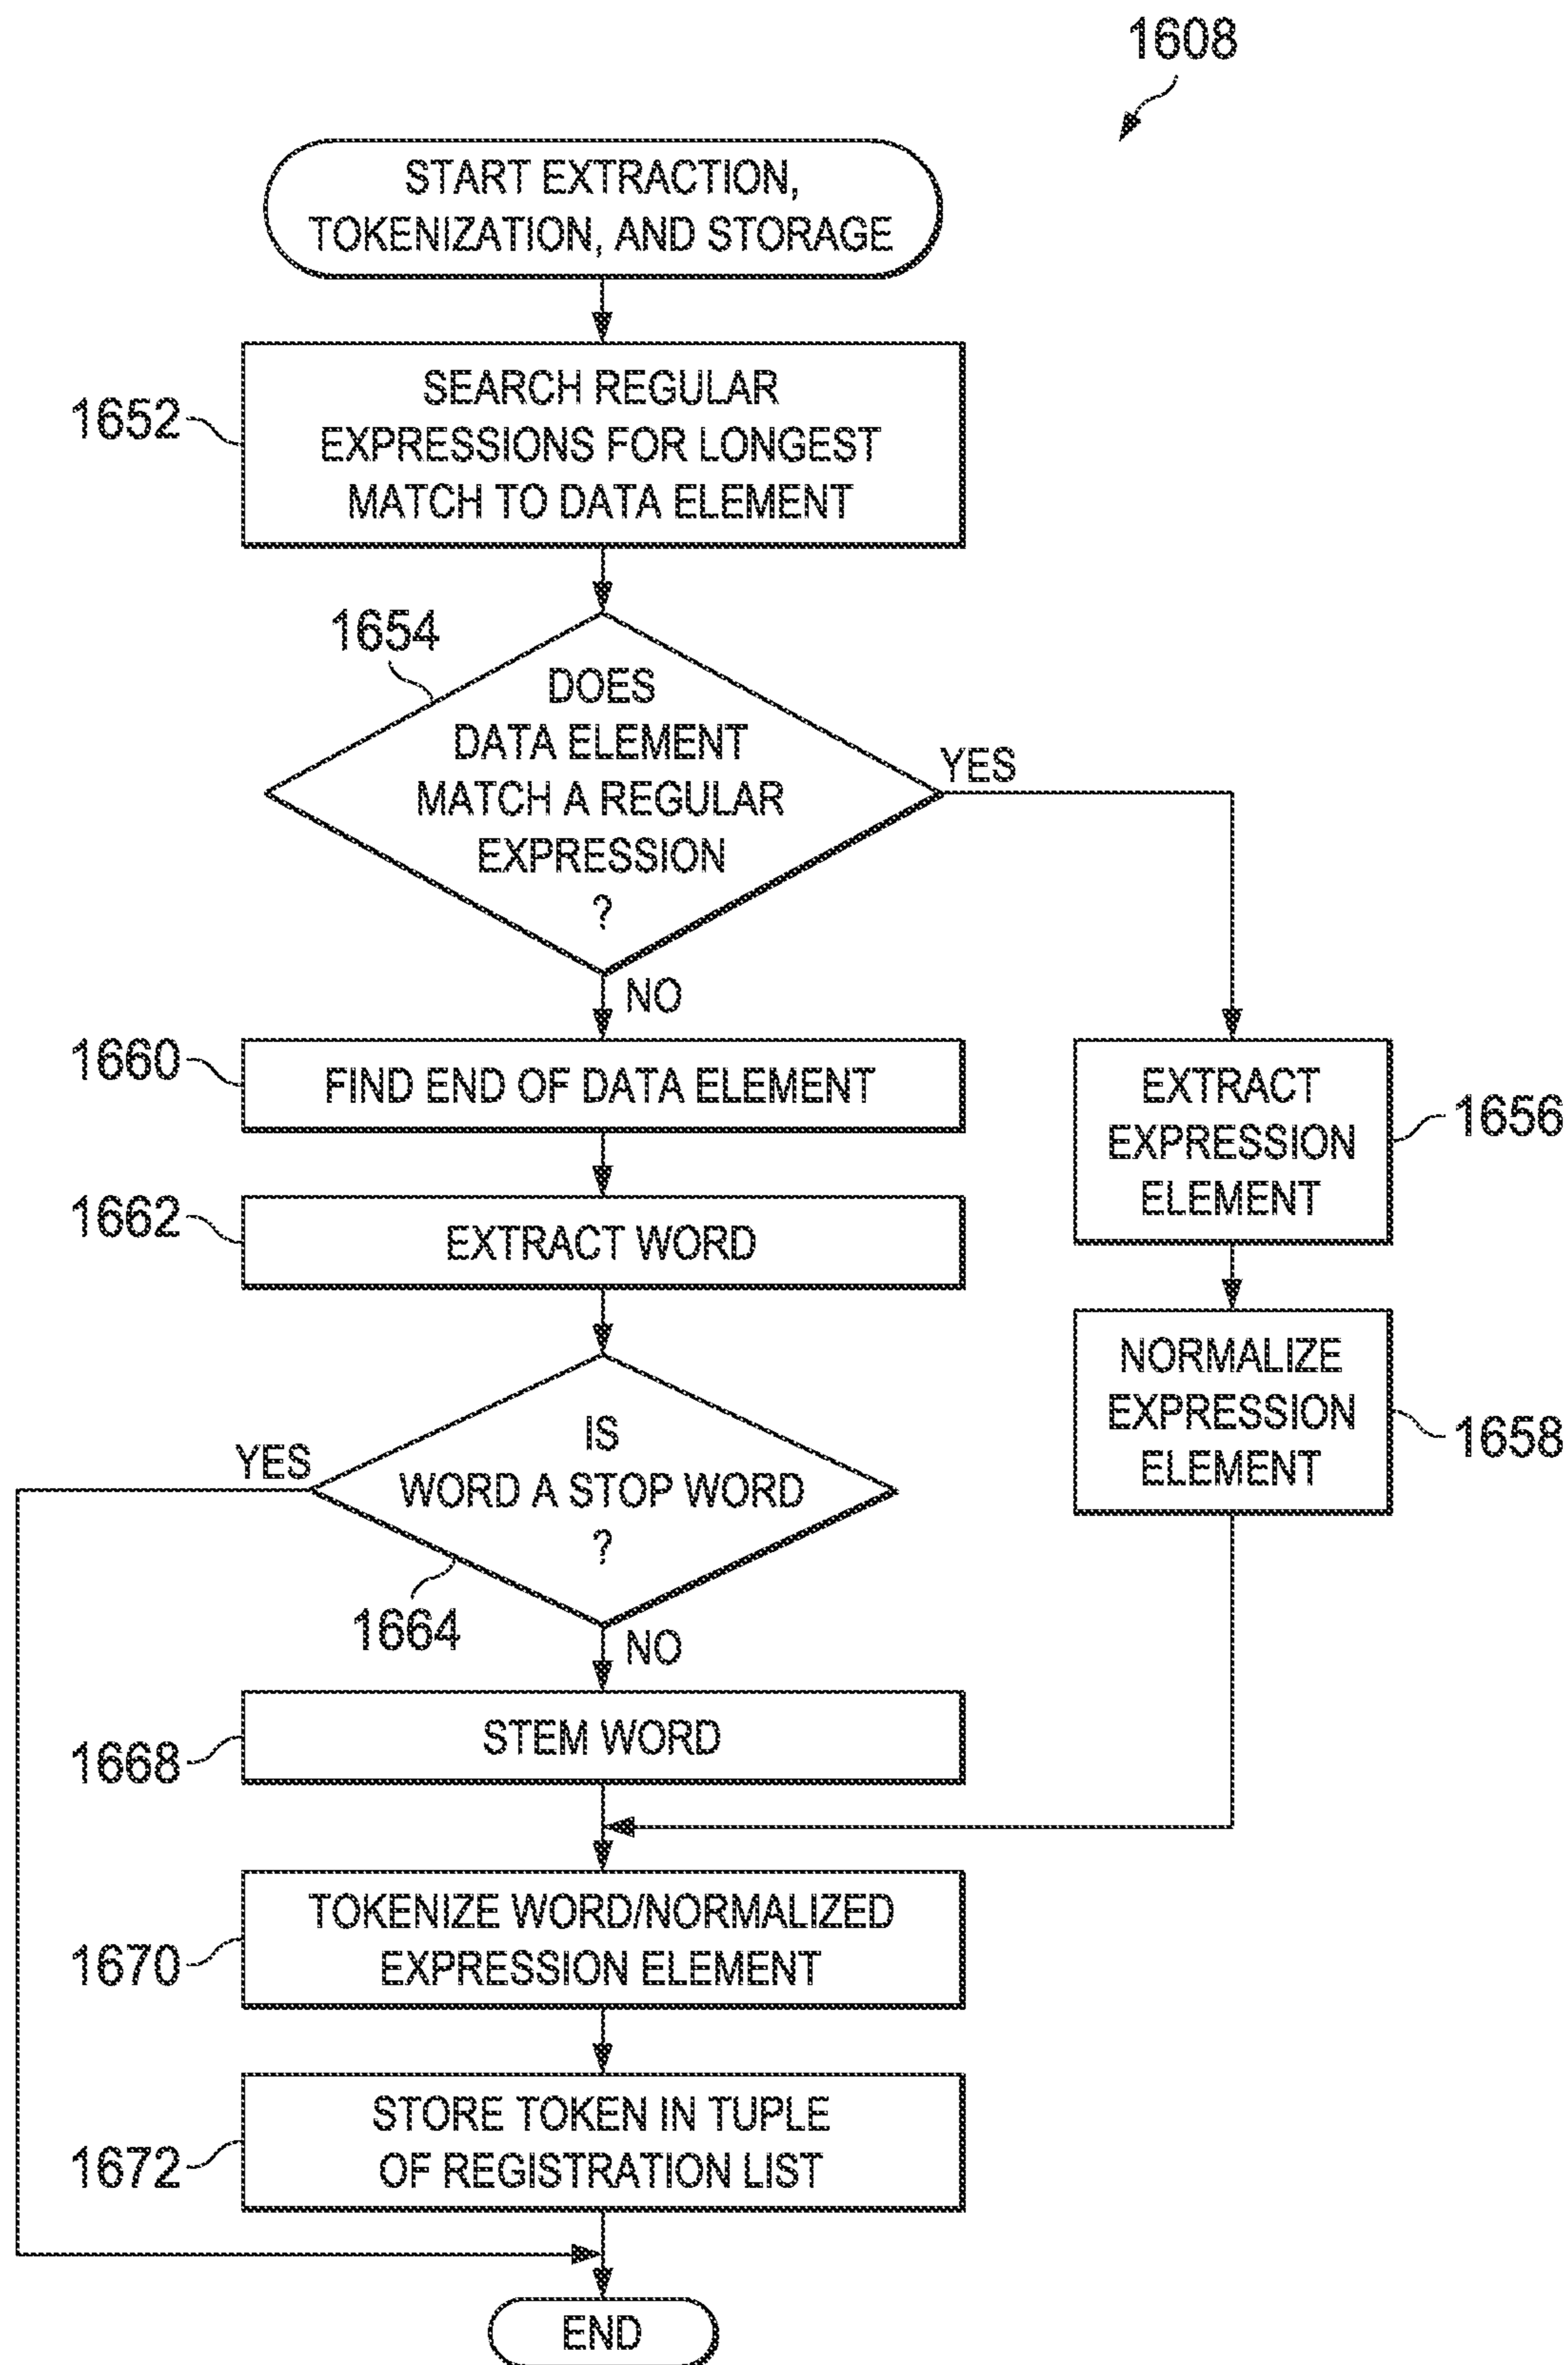 1608
START EXTRACTION,
TOKENIZATION, AND STORAGE
1652
SEARCH REGULAR
EXPRESSIONS FOR LONGEST
MATCH TO DATA ELEMENT
1654
DOES
DATA ELEMENT
MATCH A REGULAR
EXPRESSION
?
YES
NO
1660
FIND END OF DATA ELEMENT
EXTRACT
EXPRESSION
ELEMENT
1656
1662
EXTRACT WORD
NORMALIZE
EXPRESSION
ELEMENT
1658
YES
IS
WORD A STOP WORD
?
1664
NO
1668
STEM WORD
1670
TOKENIZE WORD/NORMALIZED
EXPRESSION ELEMENT
1672
STORE TOKEN IN TUPLE
OF REGISTRATION LIST
END